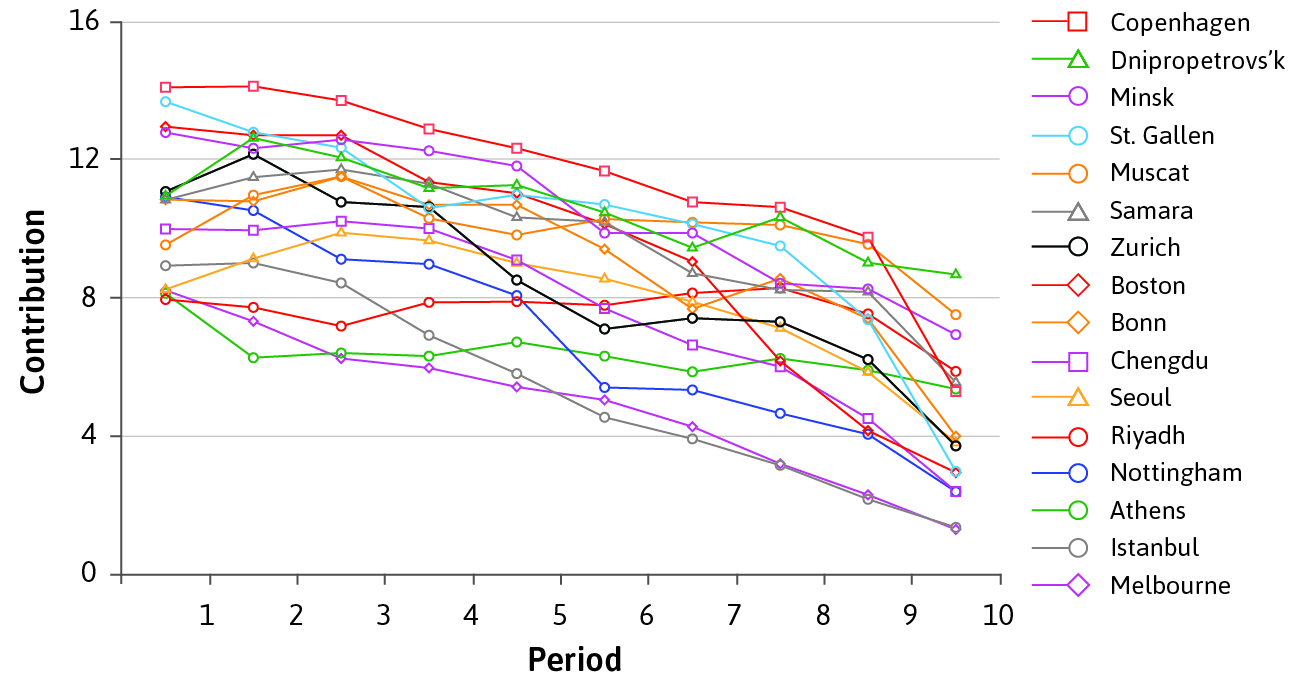 16
12
8
4
0
Contribution
1 2 3 4 5 6 7 8 9 10
Period
Copenhagen
Dnipropetrovs’k
Minsk
St. Gallen
Muscat
Samara
Zurich
Boston
Bonn
Chengdu
Seoul
Riyadh
Nottingham
Athens
Istanbul
Melbourne